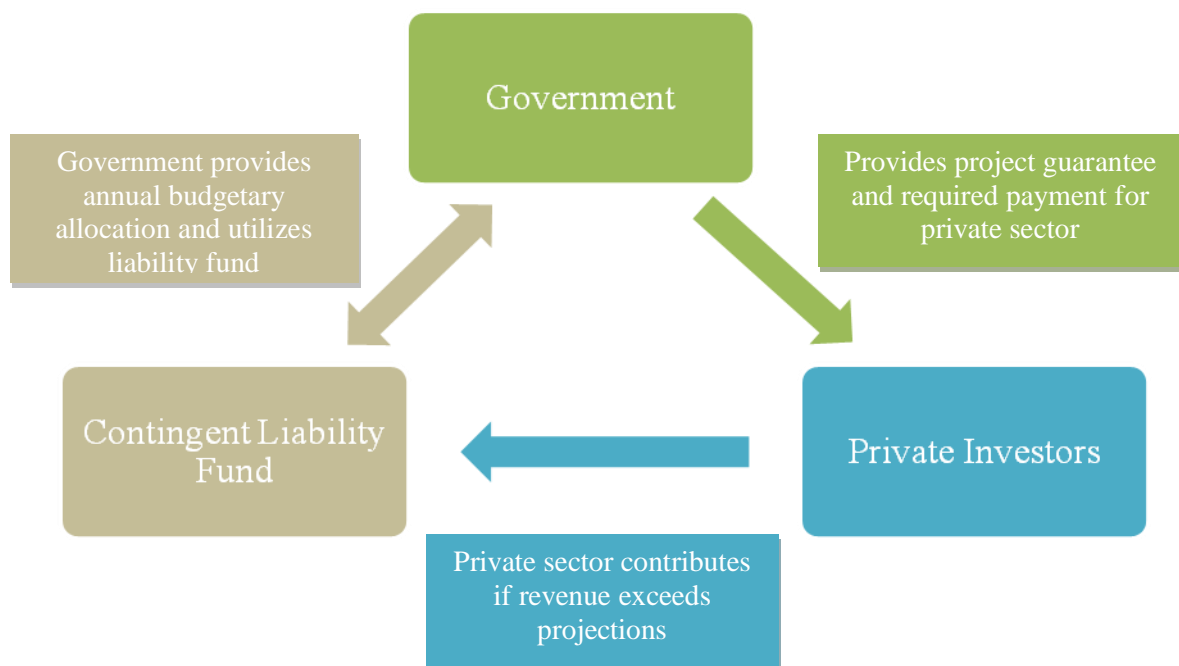 Government
Government provides
annual budgetary
allocation and utilizes
liability fund
Provides project guarantee
and required payment for
private sector
Contingent Liability
Fund
Private Investors
Private sector contributes
if revenue exceeds
projections